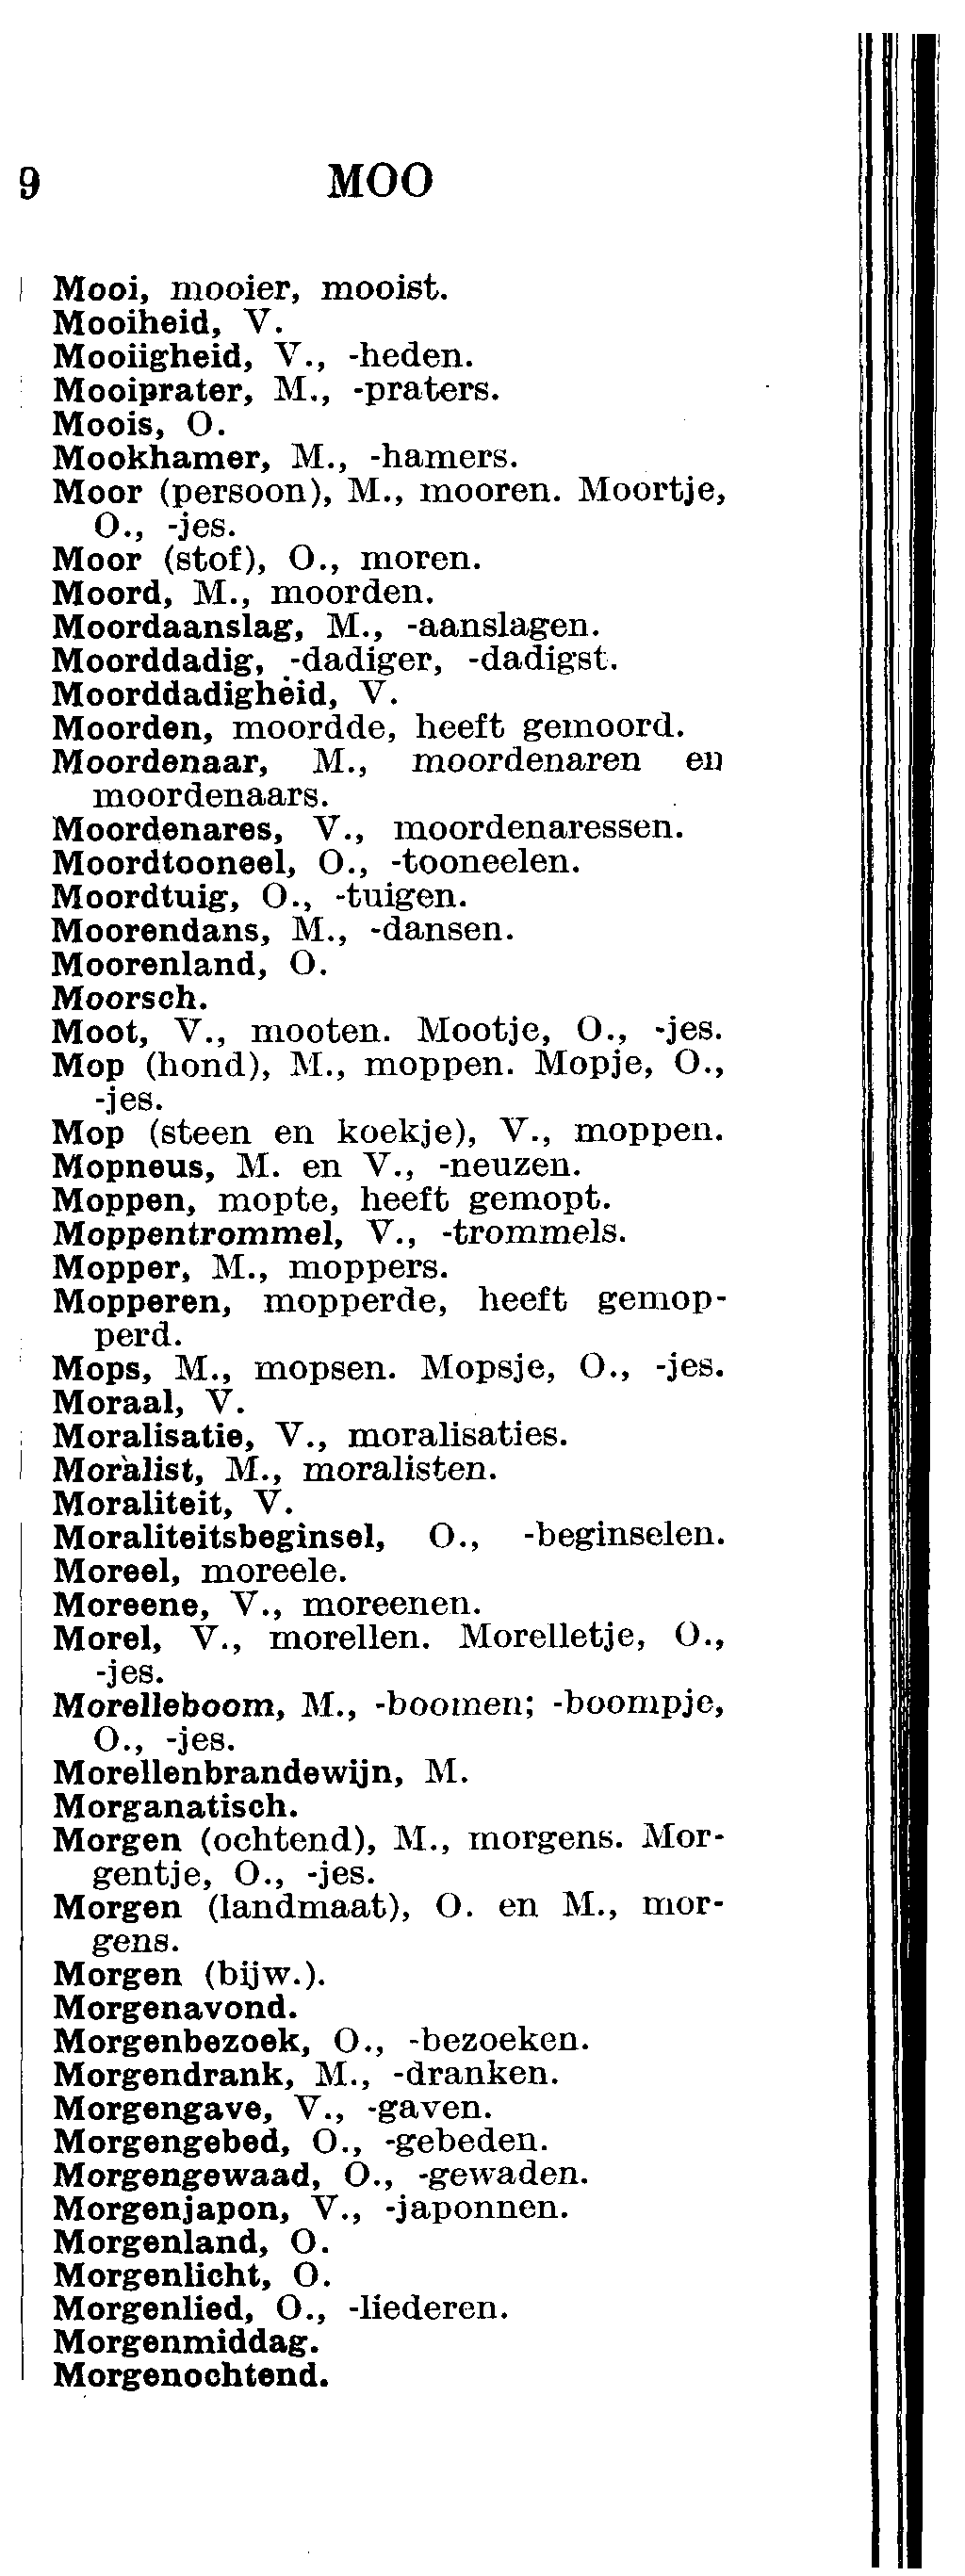 9 MOO
Mooi, mooier, mooist.
Mooiheid, V.
Mooiigheid, V., -heden.
Mooiprater, M., -praters.
Moois, O.
Mookhamer, M., -hamers.
Moor (persoon), M., mooren. Moortje,
O., -jes.
Moor (stof), O., moren.
Moord, M., moorden.
Moordaanslag, M., -aanslagen.
Moorddadig, -dadiger, -dadigst.
Moorddadigheid, V.
Moorden, moordde, heeft gemoord.
Moordenaar, M., moordenaren en
moordenaars.
Moordenares, V., moordenaressen.
Moordtooneel, O., -tooneelen.
Moordtuig, O., -tuigen.
Moorendans, M., -dansen.
Moorenland, O.
Moorsch.
Moot, V., mooten. Mootje, O., -jes.
Mop (hond), M., moppen. Mopje, O.,
-jes.
Mop (steen en koekje), V., moppen.
Mopneus, M. en V., -neuzen.
Moppen, mopte, heeft gemopt.
Moppentrommel, V., -trommels.
Mopper, M., moppers.
Mopperen, mopperde, heeft gemop-
perd.
Mops, M., mopsen. Mopsje, O., -jes.
Moraal, V.
Moralisatie, V., moralisaties.
Moralist, M., moralisten.
Moraliteit, V.
Moraliteitsbeginsel, O., -beginselen.
Moreel, moreele.
Moreene, V., moreenen.
Morel, V., morellen. Morelletje, O.,
-jes.
Morelleboom, M., -boomen; -boompje,
O., -jes.
Morellenbrandewijn, M.
Morganatisch.
Morgen (ochtend), M., morgens. Mor-
gentje, O., -jes.
Morgen (landmaat), O. en M., mor-
gens.
Morgen (bijw.).
Morgenavond.
Morgenbezoek, O., -bezoeken.
Morgendrank, M., -dranken.
Morgengave, V., -gaven.
Morgengebed, O., -gebeden.
Morgengewaad, O., -gewaden.
Morgenjapon, V., -japonnen.
Morgenland, O.
Morgenlicht, O.
Morgenlied, O., -liederen.
Morgenmiddag.
Morgenochtend.